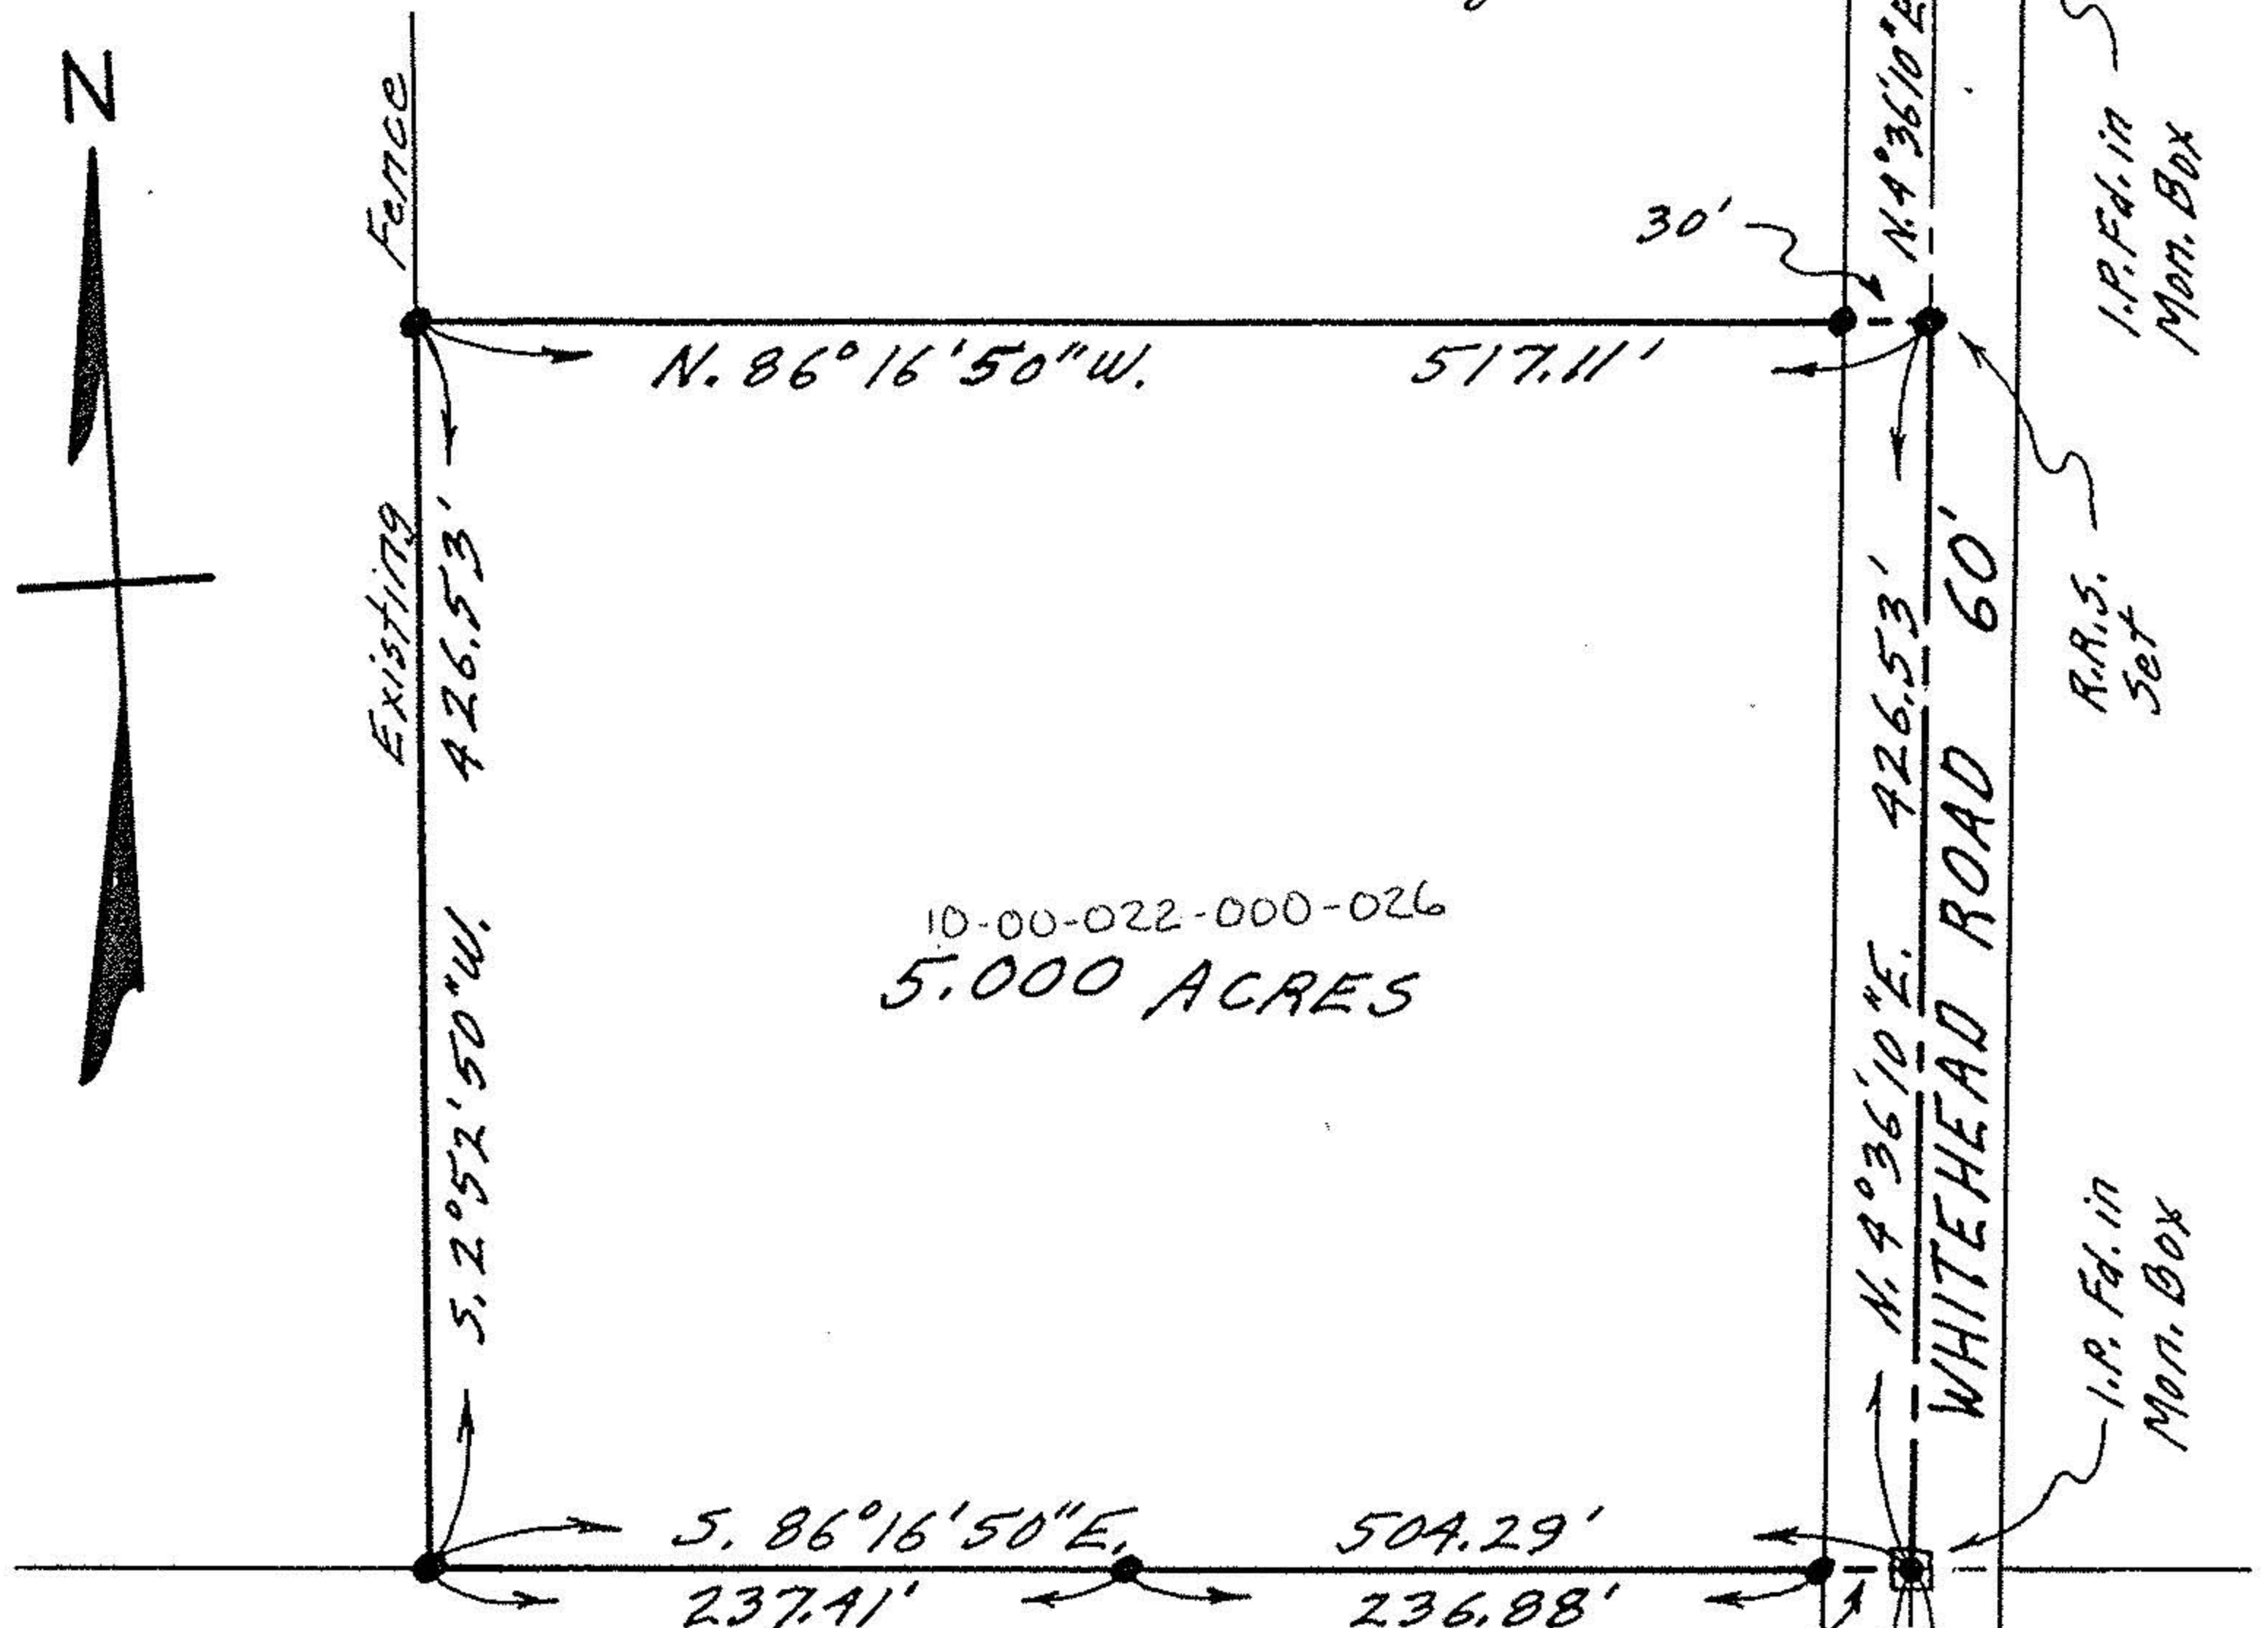 N
Fence
N.4°36'10"E
I.P. Fd. in
Mon. Box
30'
N. 86°16'50"W. 517.11'
Existing
426.53'
S. 2°52'50"W.
10-00-022-000-026
5.000 ACRES
N. 4°36'10"E. 426.53'
WHITEHEAD ROAD 60'
R.R.S.
Set
I.P. Fd. in
Mon. Box
S. 86°16'50"E. 504.29'
237.41' 236.88'